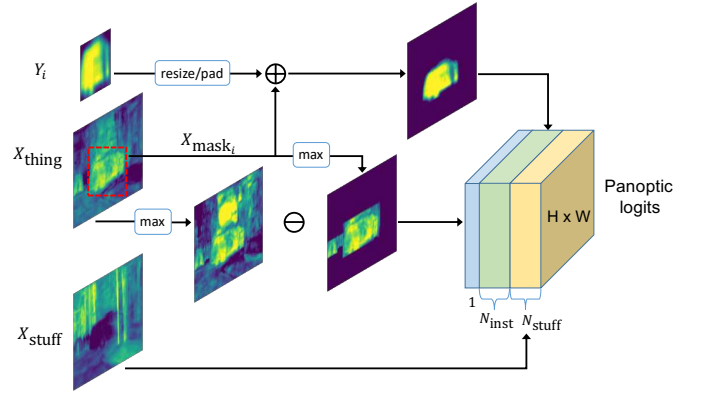 Y_i
resize/pad
X_thing
X_mask_i
max
max
X_stuff
H x W
Panoptic
logits
1
N_inst
N_stuff